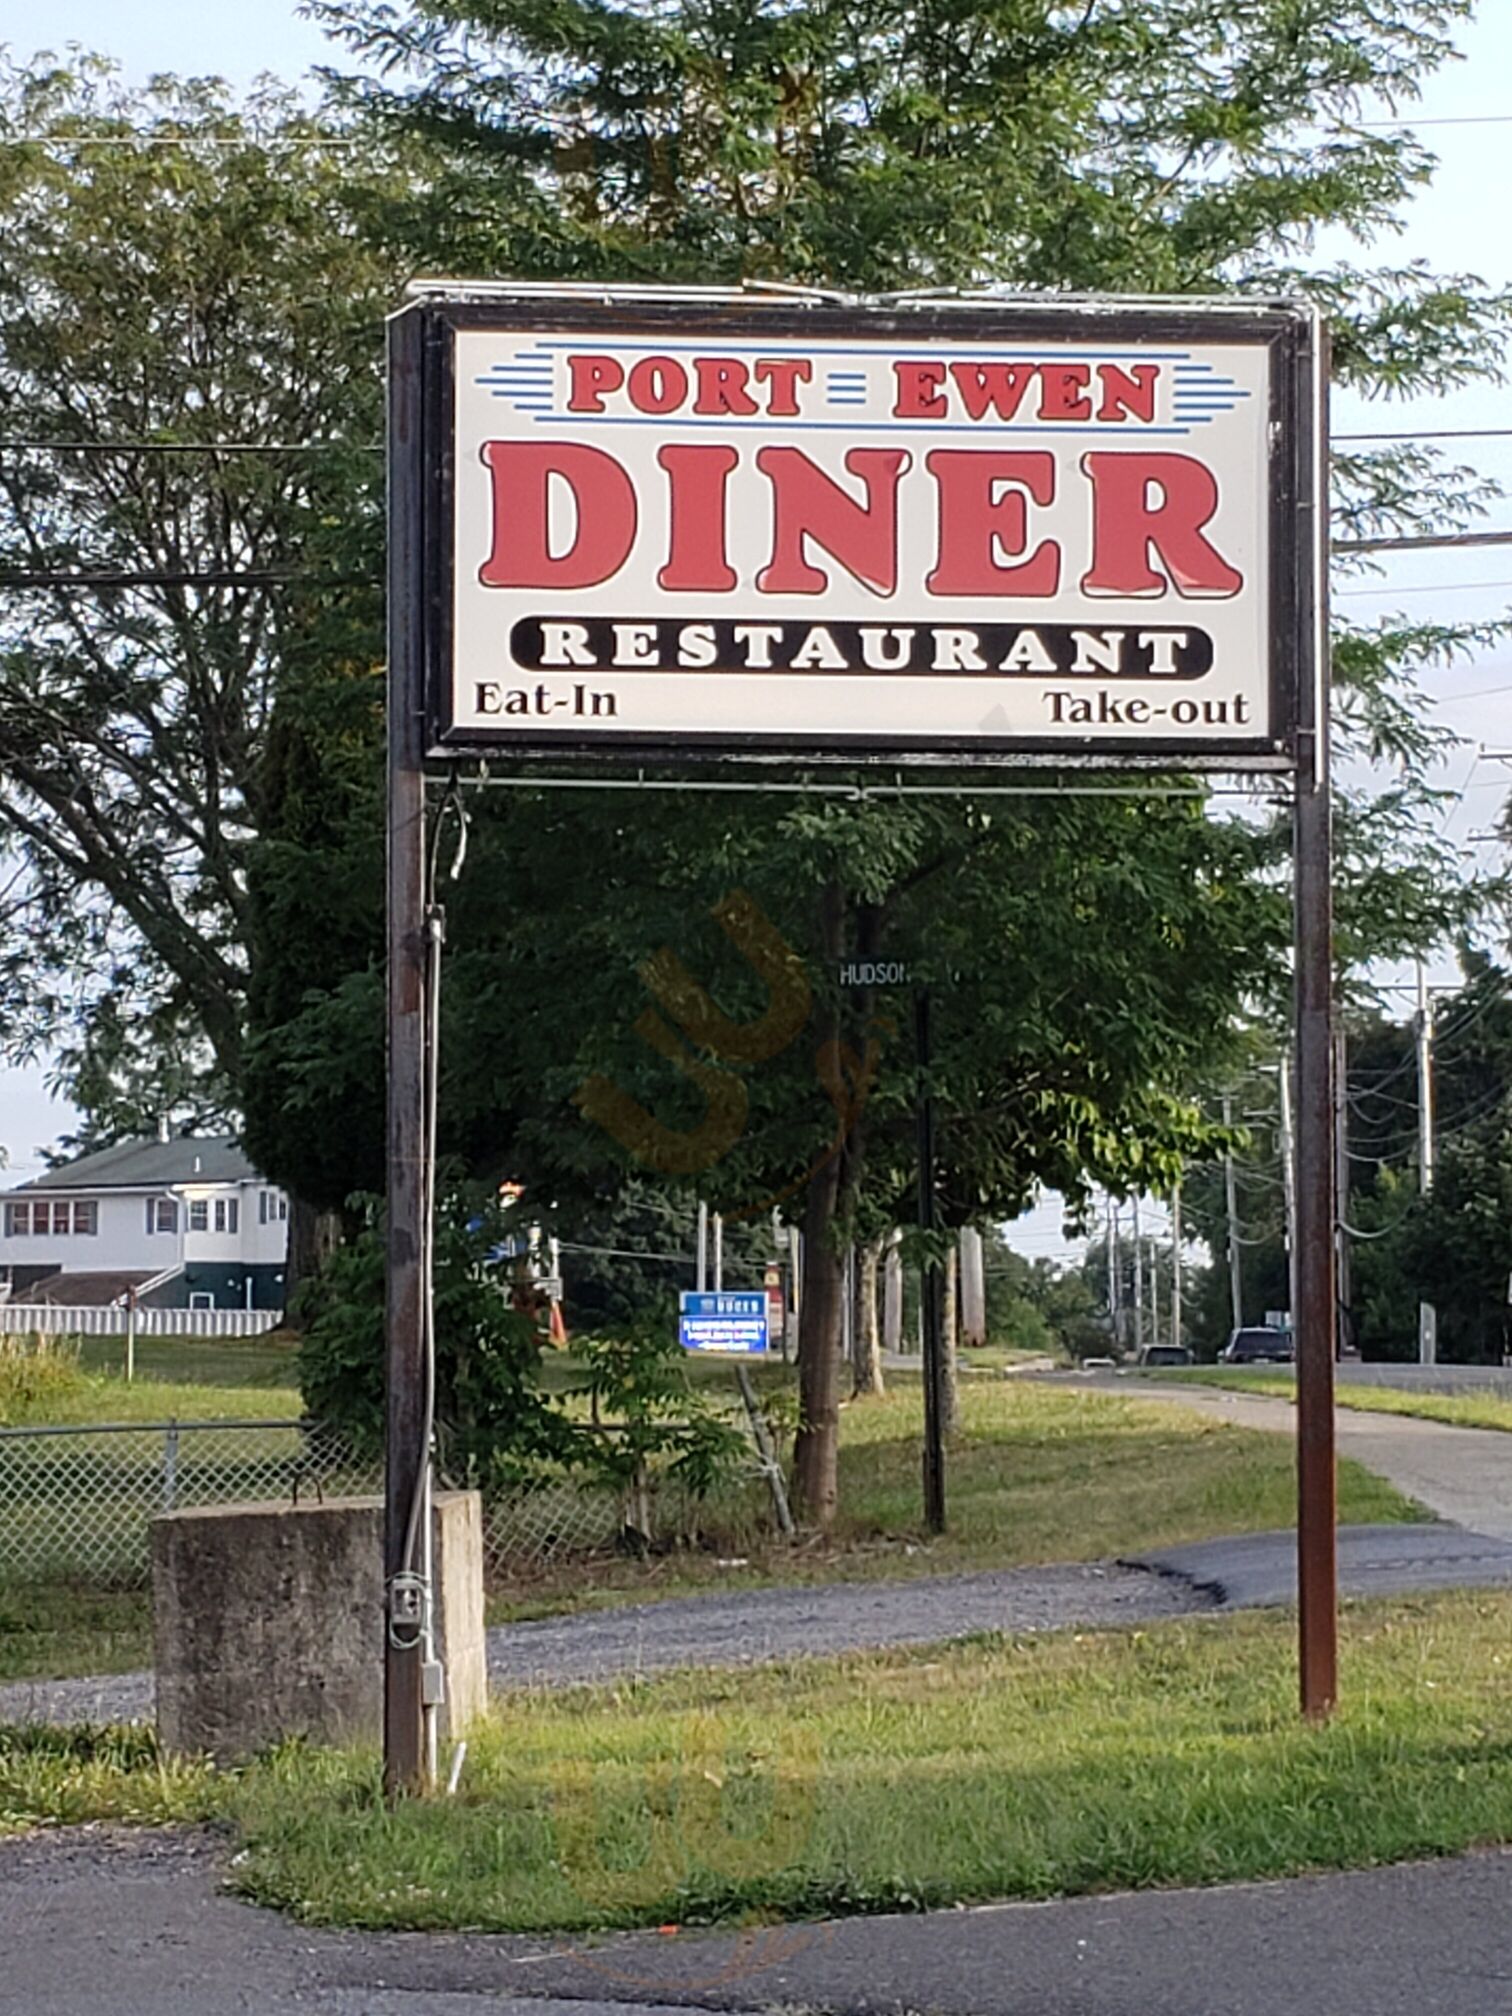 PORT EWEN
DINER
RESTAURANT
Eat-In Take-out
HUDSON